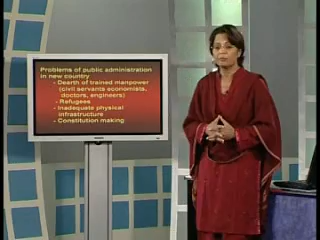 Problems of public administration
in new country
- Dearth of trained manpower
(civil servants economists,
doctors, engineers)
- Refugees
- Inadequate physical
infrastructure
- Constitution making